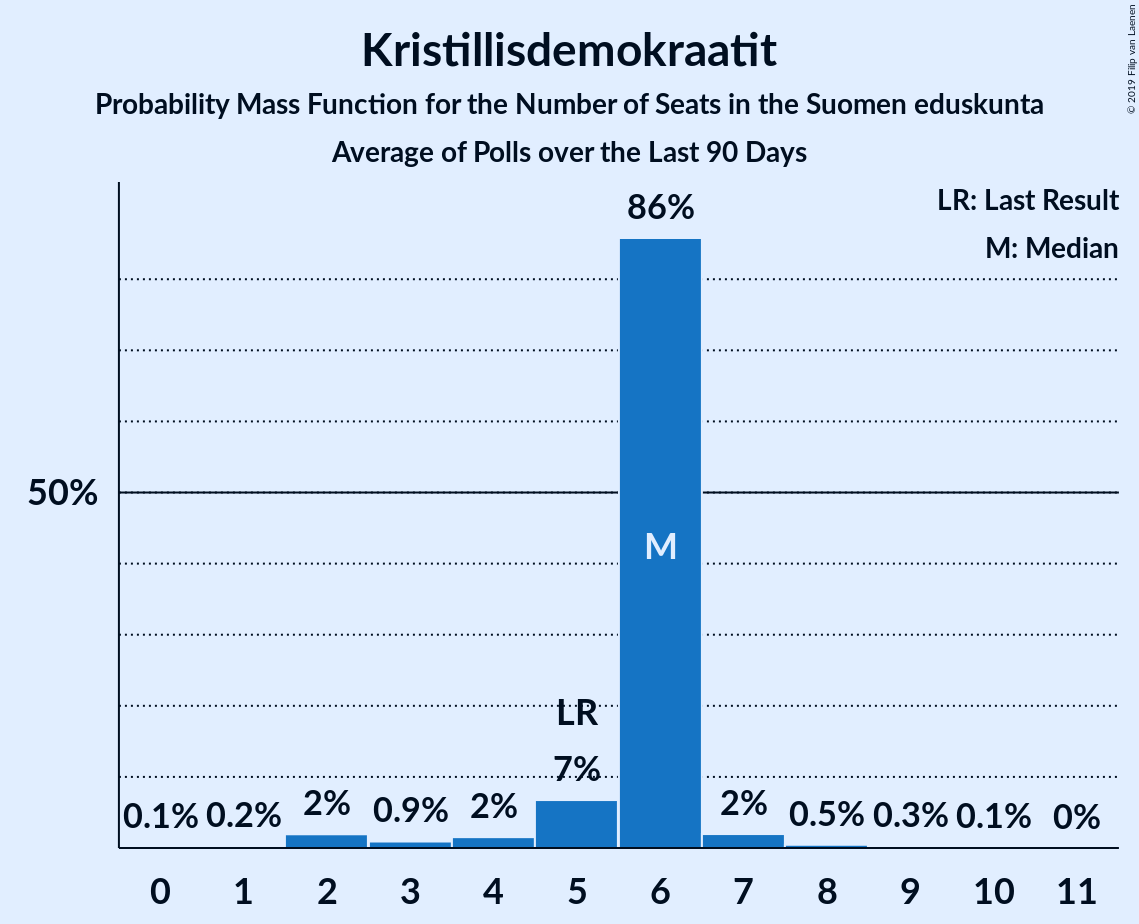 Kristillisdemokraatit
Probability Mass Function for the Number of Seats in the Suomen eduskunta
Average of Polls over the Last 90 Days
© 2019 Filip van Laenen
LR: Last Result
M: Median
86%
50%
M
LR
7%
0.1% 0.2% 2% 0.9% 2% 2% 0.5% 0.3% 0.1% 0%
0 1 2 3 4 5 6 7 8 9 10 11